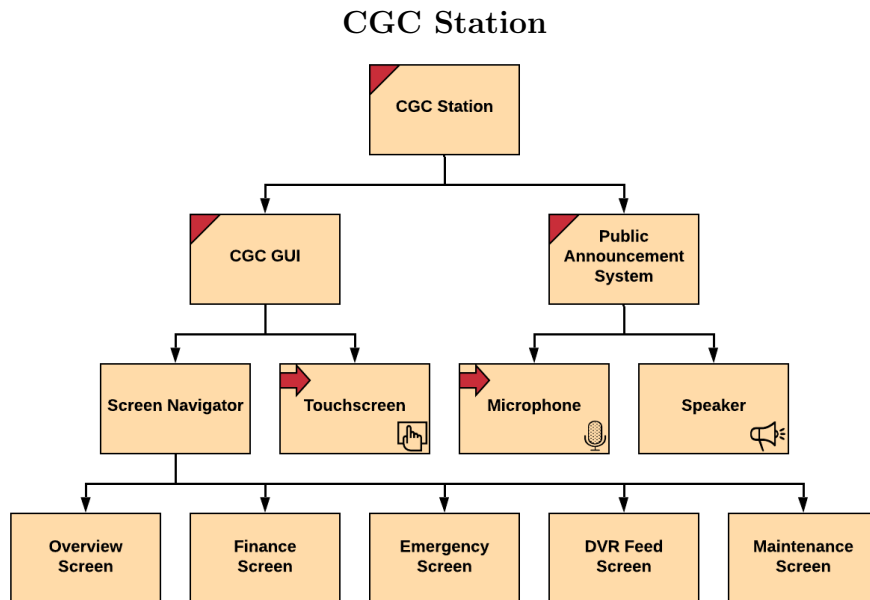 CGC Station
CGC Station
CGC GUI
Public
Announcement
System
Screen Navigator
Touchscreen
Microphone
Speaker
Overview
Screen
Finance
Screen
Emergency
Screen
DVR Feed
Screen
Maintenance
Screen